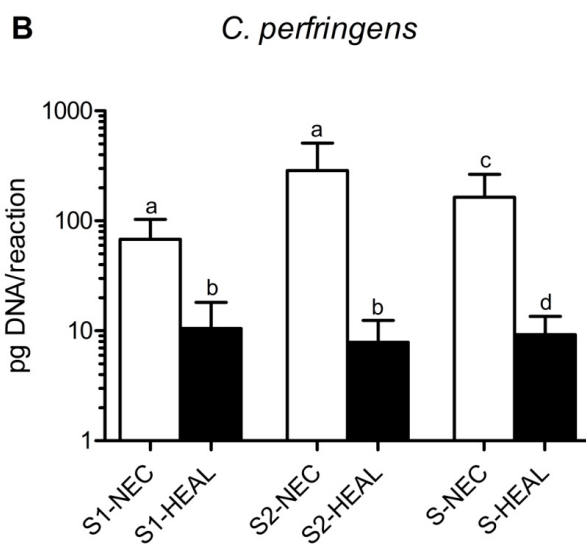 B
C. perfringens
pg DNA/reaction
1000
100
10
1
a
b
a
b
c
d
S1-NEC
S1-HEAL
S2-NEC
S2-HEAL
S-NEC
S-HEAL